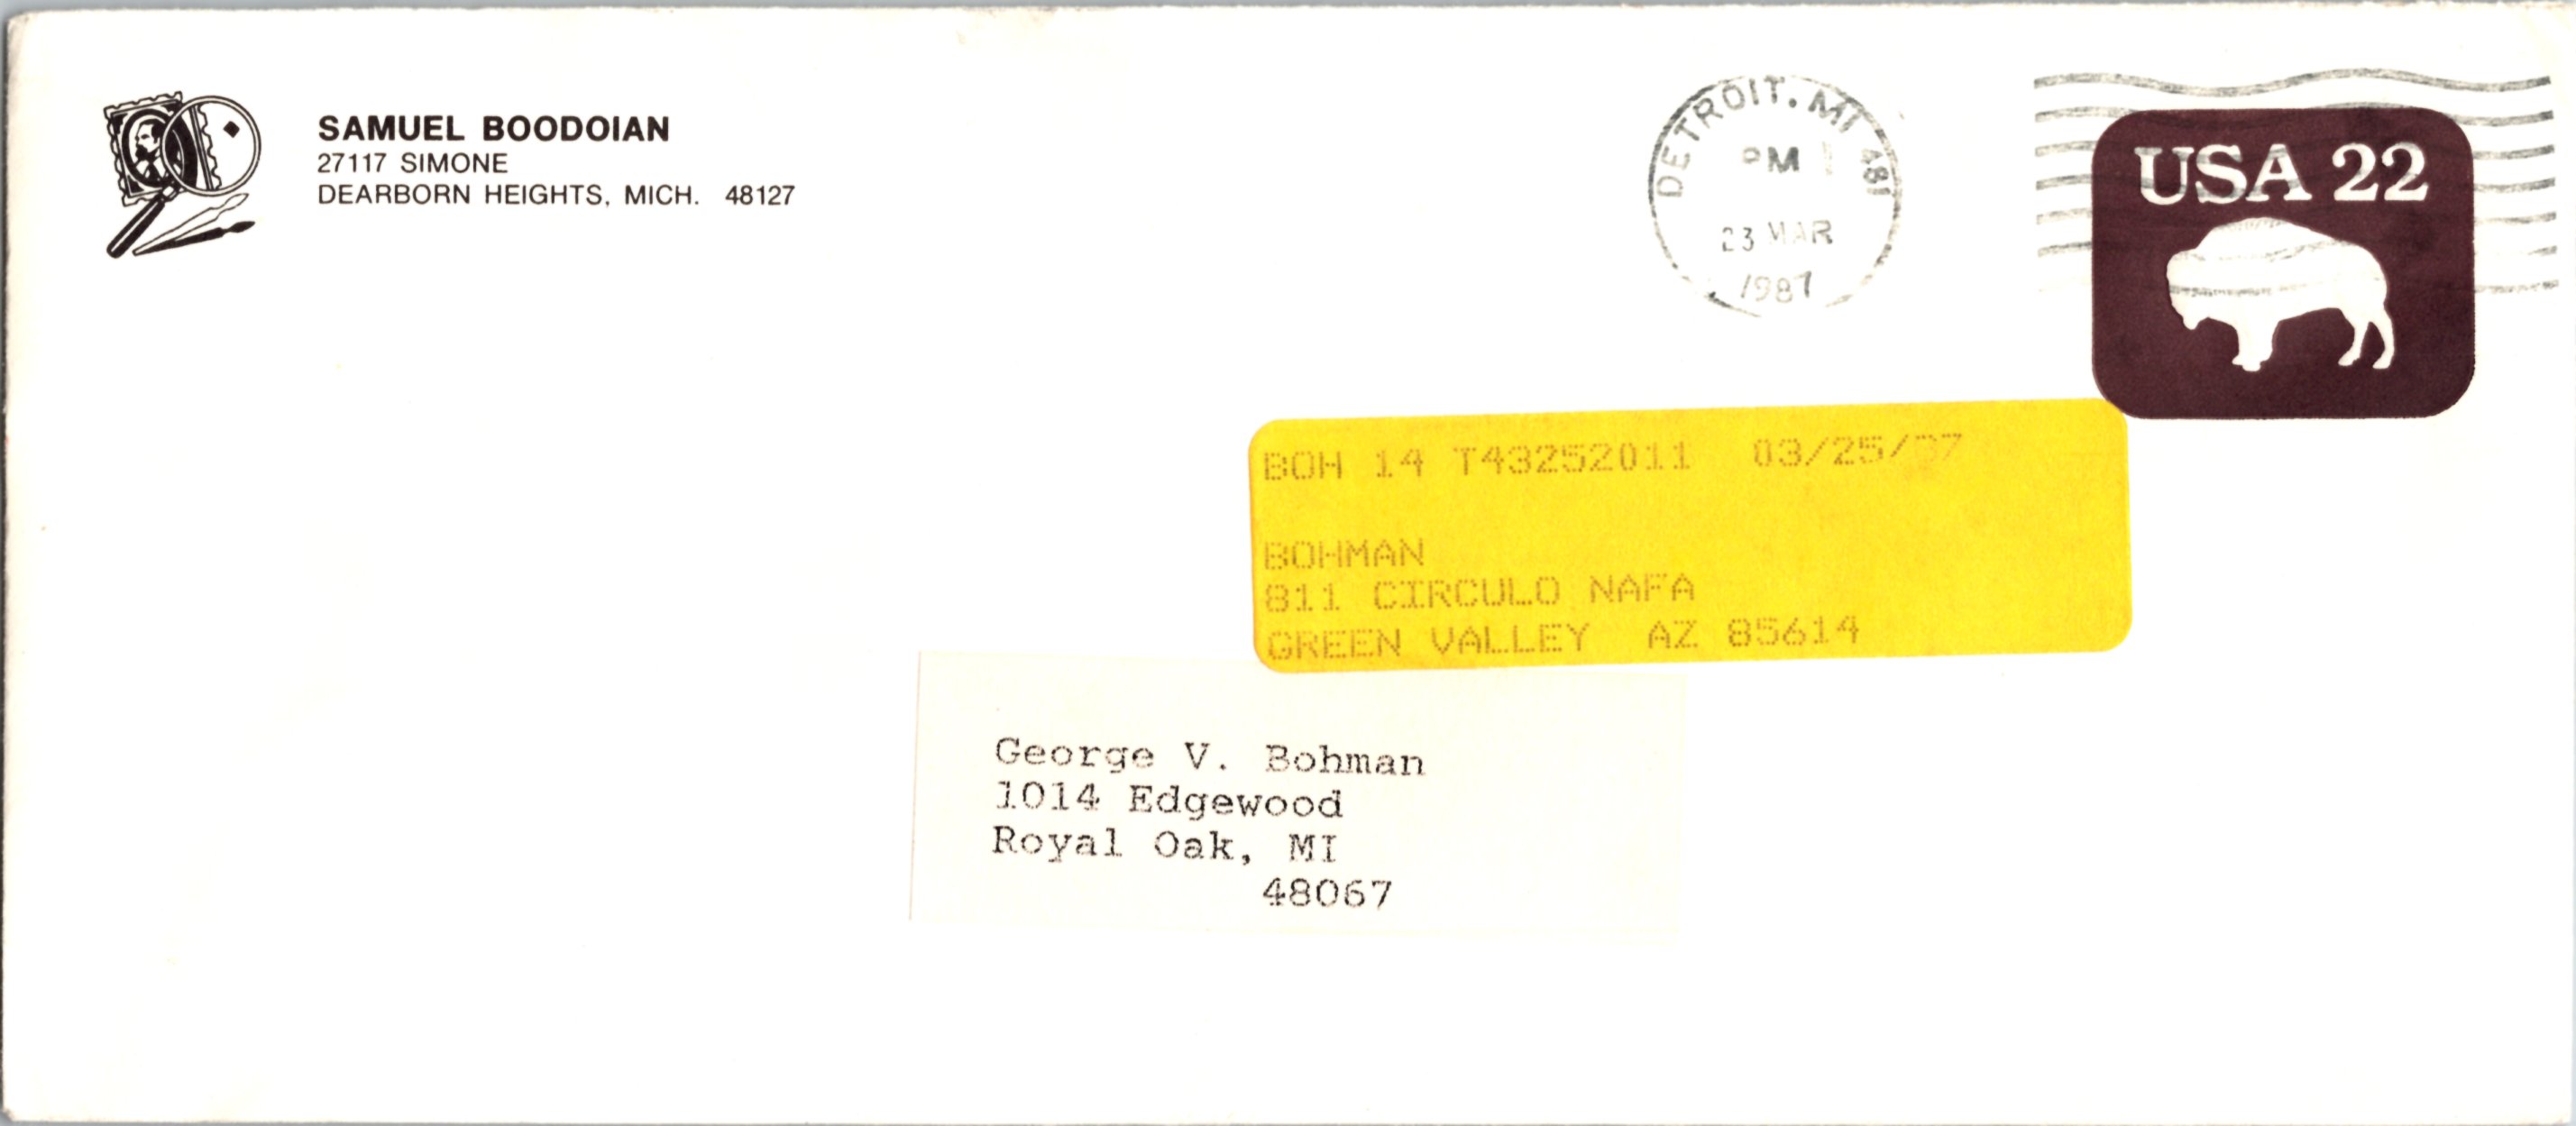 SAMUEL BOODOIAN
27117 SIMONE
DEARBORN HEIGHTS, MICH. 48127
DETROIT, MI 481
PM
23 MAR
1987
USA 22
BOH 14 T43252011 03/25/87
BOHMAN
811 CIRCULO NAFA
GREEN VALLEY AZ 85614
George V. Bohman
1014 Edgewood
Royal Oak, MI
48067